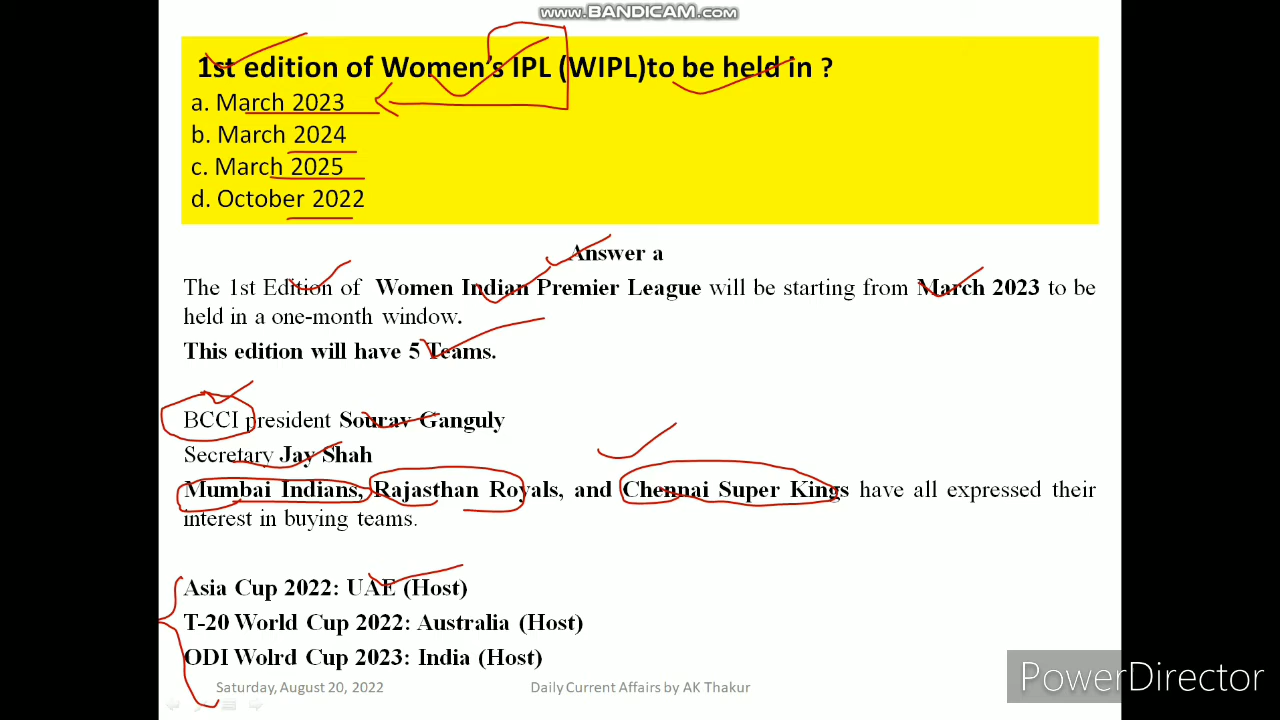 www.BANDICAM.com
1st edition of Women's IPL (WIPL)to be held in ?
a. March 2023
b. March 2024
c. March 2025
d. October 2022
Answer a
The 1st Edition of Women Indian Premier League will be starting from March 2023 to be
held in a one-month window.
This edition will have 5 Teams.
BCCI president Sourav Ganguly
Secretary Jay Shah
Mumbai Indians, Rajasthan Royals, and Chennai Super Kings have all expressed their
interest in buying teams.
Asia Cup 2022: UAE (Host)
T-20 World Cup 2022: Australia (Host)
ODI Wolrd Cup 2023: India (Host)
Saturday, August 20, 2022 Daily Current Affairs by AK Thakur
PowerDirector